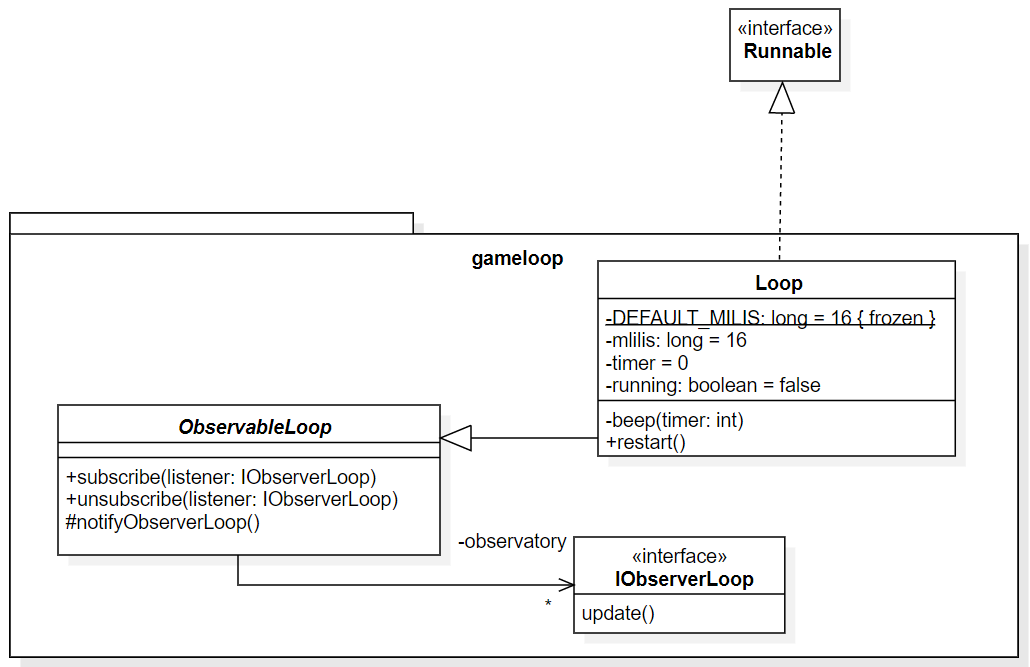 «interface»
Runnable
gameloop
Loop
-DEFAULT_MILIS: long = 16 { frozen }
-mlilis: long = 16
-timer = 0
-running: boolean = false
-beep(timer: int)
+restart()
ObservableLoop
+subscribe(listener: IObserverLoop)
+unsubscribe(listener: IObserverLoop)
#notifyObserverLoop()
-observatory
*
«interface»
IObserverLoop
update()